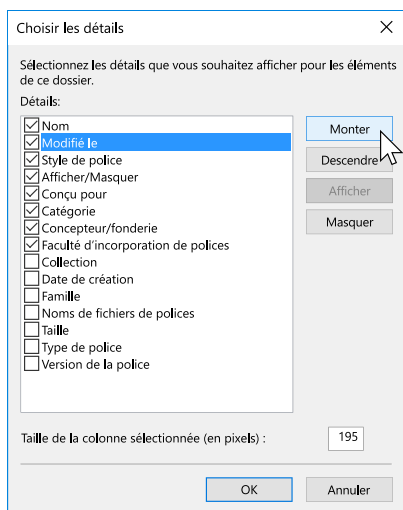 Choisir les détails
Sélectionnez les détails que vous souhaitez afficher pour les éléments
de ce dossier.
Détails:
Nom
Modifié le
Style de police
Afficher/Masquer
Conçu pour
Catégorie
Concepteur/fonderie
Faculté d'incorporation de polices
Collection
Date de création
Famille
Noms de fichiers de polices
Taille
Type de police
Version de la police
Monter
Descendre
Afficher
Masquer
Taille de la colonne sélectionnée (en pixels) : 195
OK Annuler